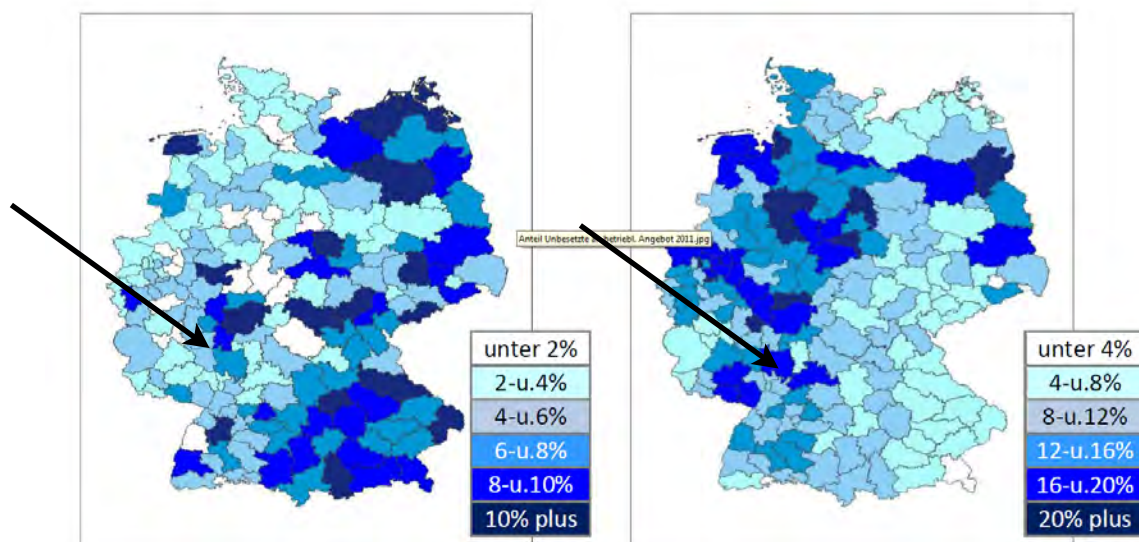 Anteil Unbesetzte am betriebl. Angebot 2011.jpg
unter 2%
2-u.4%
4-u.6%
6-u.8%
8-u.10%
10% plus
unter 4%
4-u.8%
8-u.12%
12-u.16%
16-u.20%
20% plus